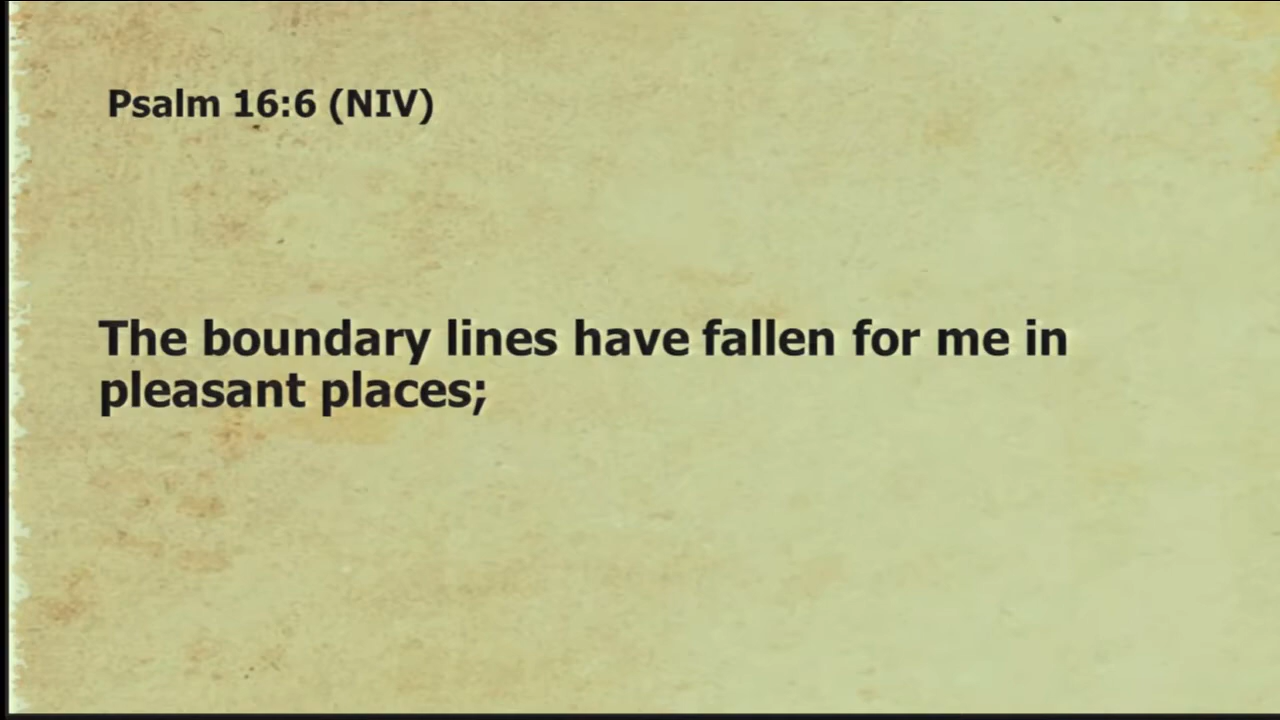 Psalm 16:6 (NIV)
The boundary lines have fallen for me in
pleasant places;